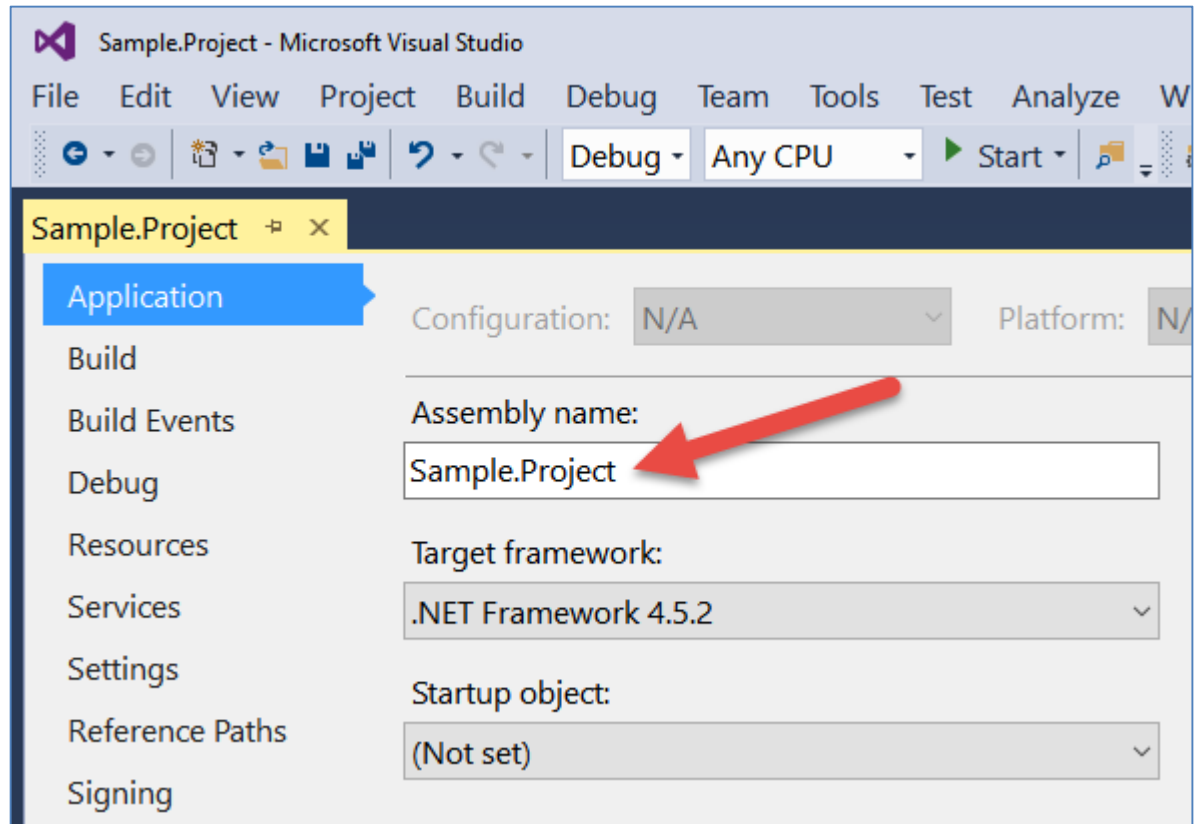 Sample.Project - Microsoft Visual Studio
File Edit View Project Build Debug Team Tools Test Analyze W
Debug Any CPU Start
Sample.Project
Application
Configuration: N/A Platform: N/
Build
Assembly name:
Build Events
Sample.Project
Debug
Target framework:
Resources
.NET Framework 4.5.2
Services
Settings
Startup object:
Reference Paths
(Not set)
Signing